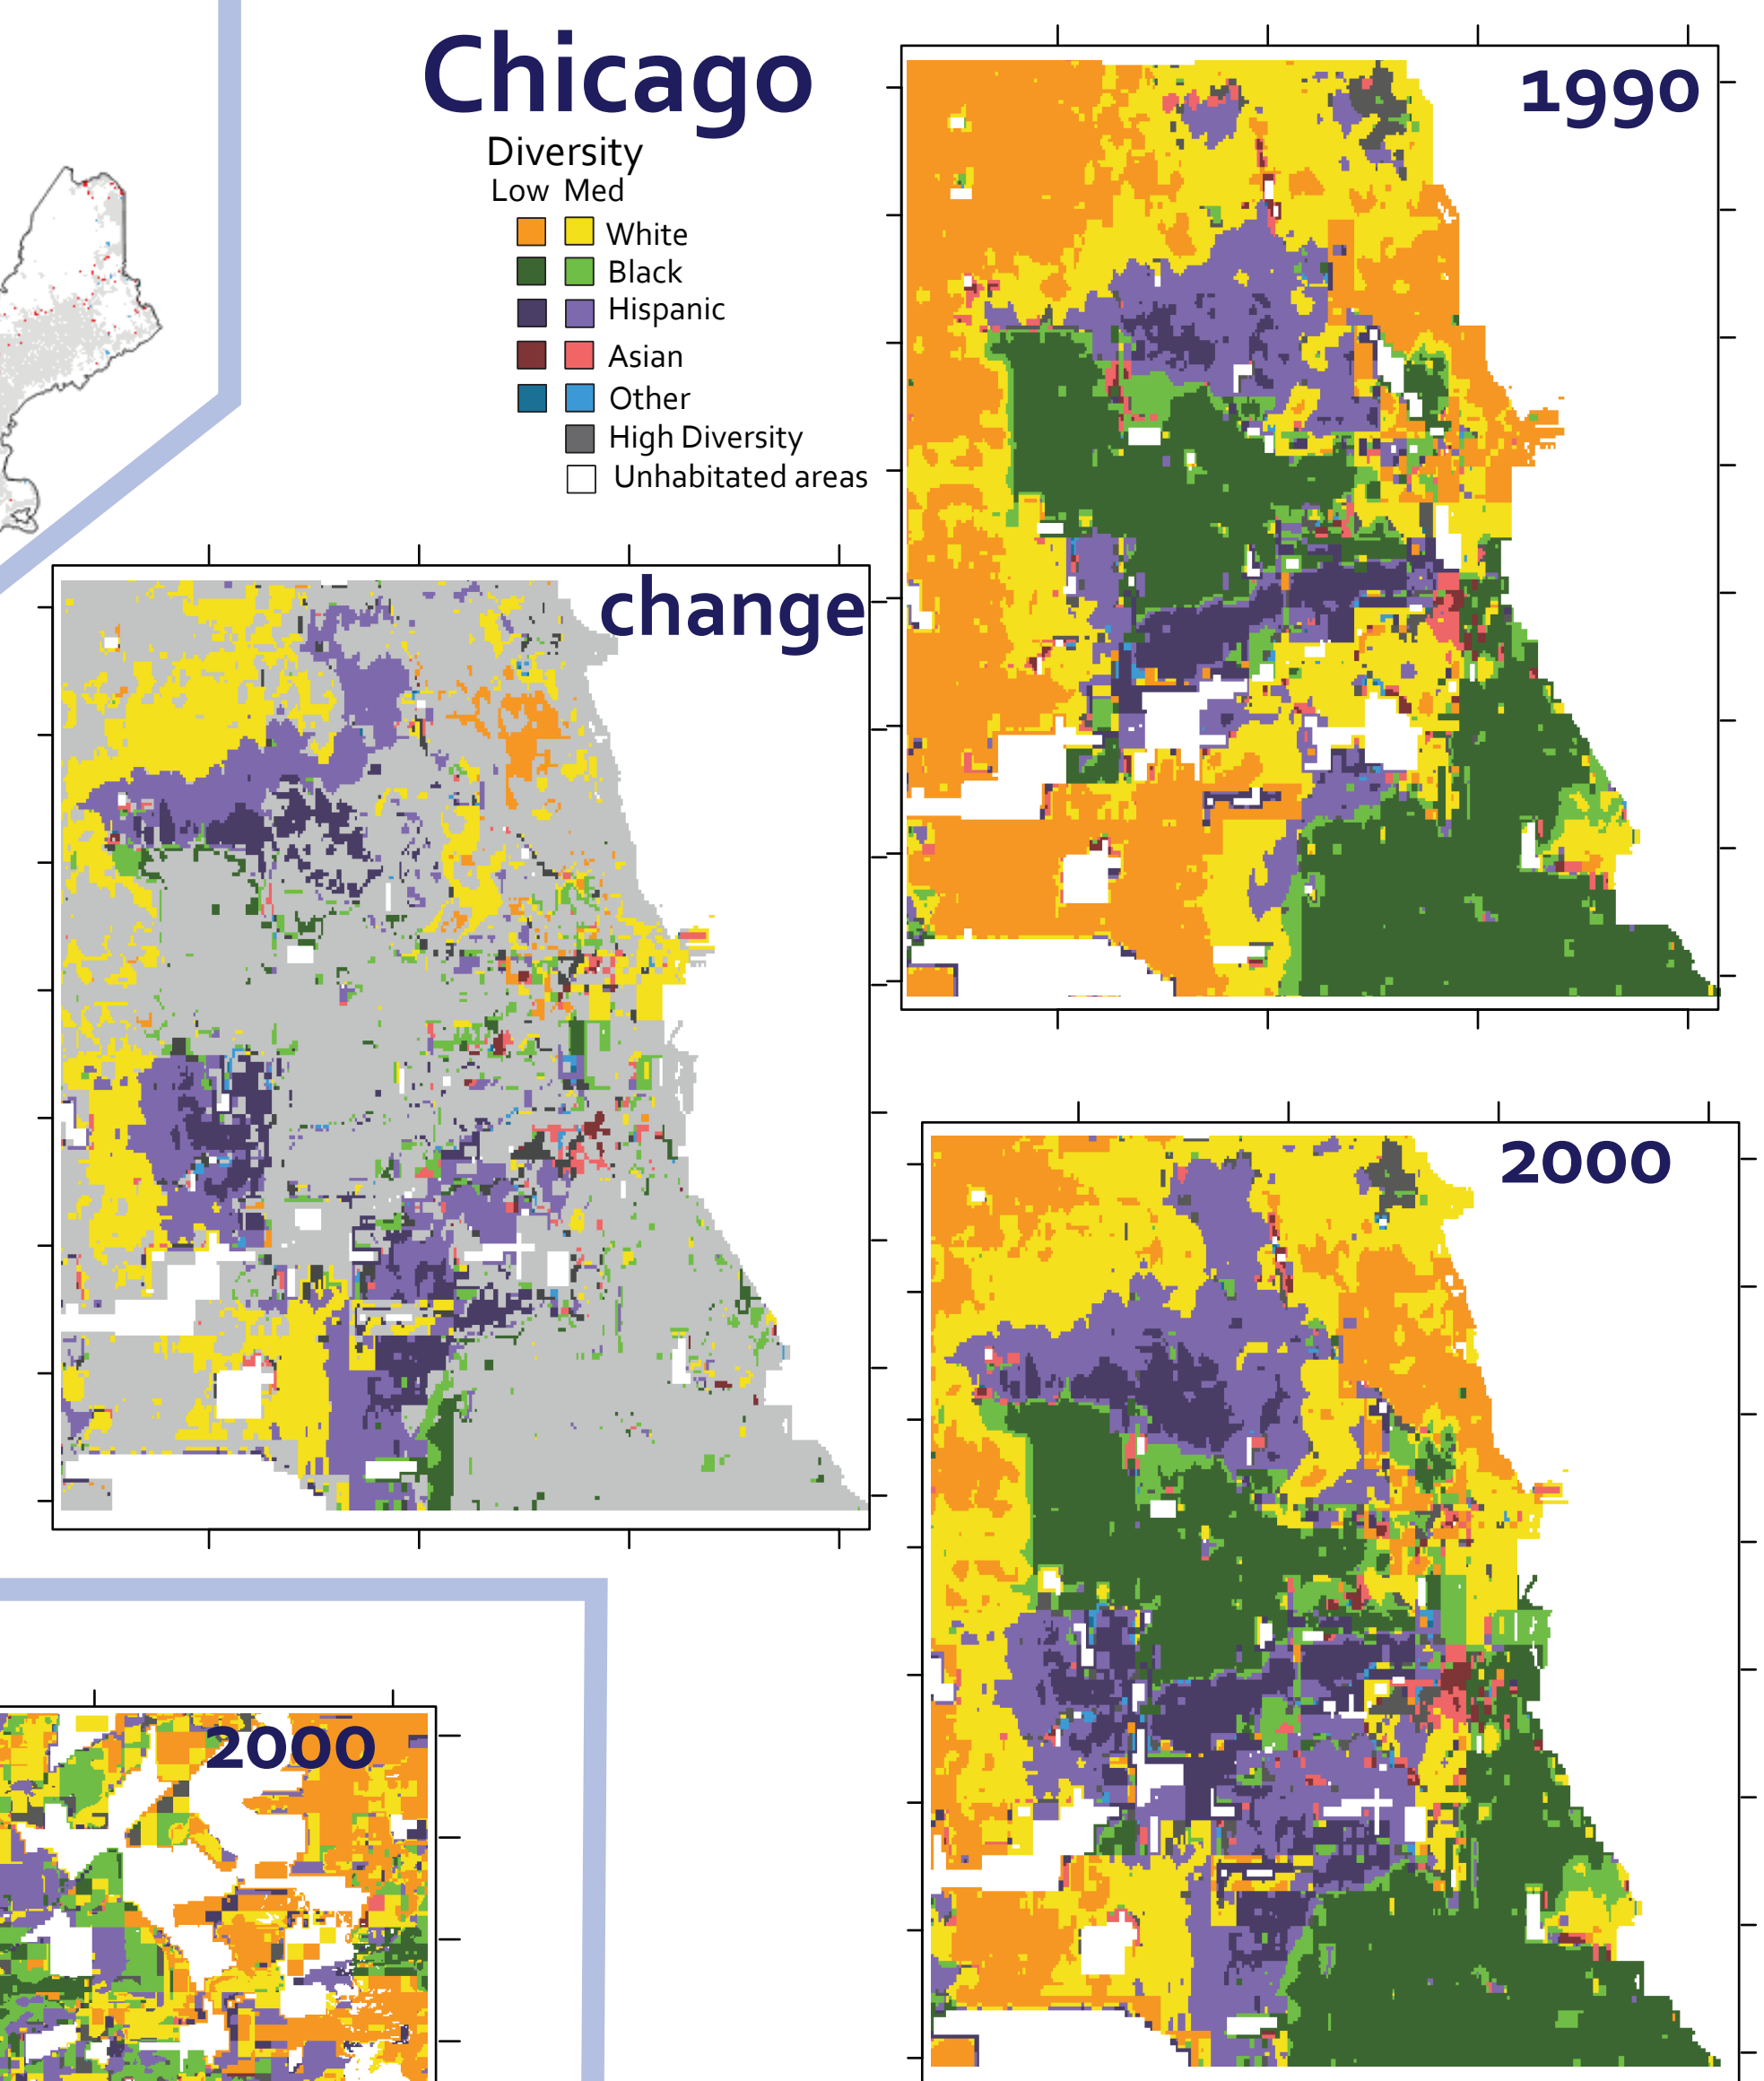 Chicago
Diversity
Low Med
White
Black
Hispanic
Asian
Other
High Diversity
Unhabitated areas
1990
change
2000
2000